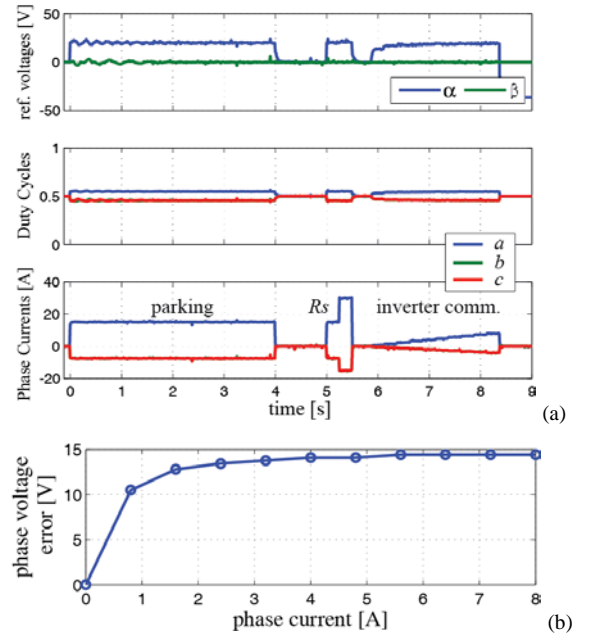 ref. voltages [V]
50
0
-50
α β
Duty Cycles
1
0.5
0
a
b
c
Phase Currents [A]
40
20
0
-20
parking Rs inverter comm.
0 1 2 3 4 5 6 7 8 9
time [s]
(a)
phase voltage
error [V]
15
10
5
0
0 1 2 3 4 5 6 7 8
phase current [A]
(b)